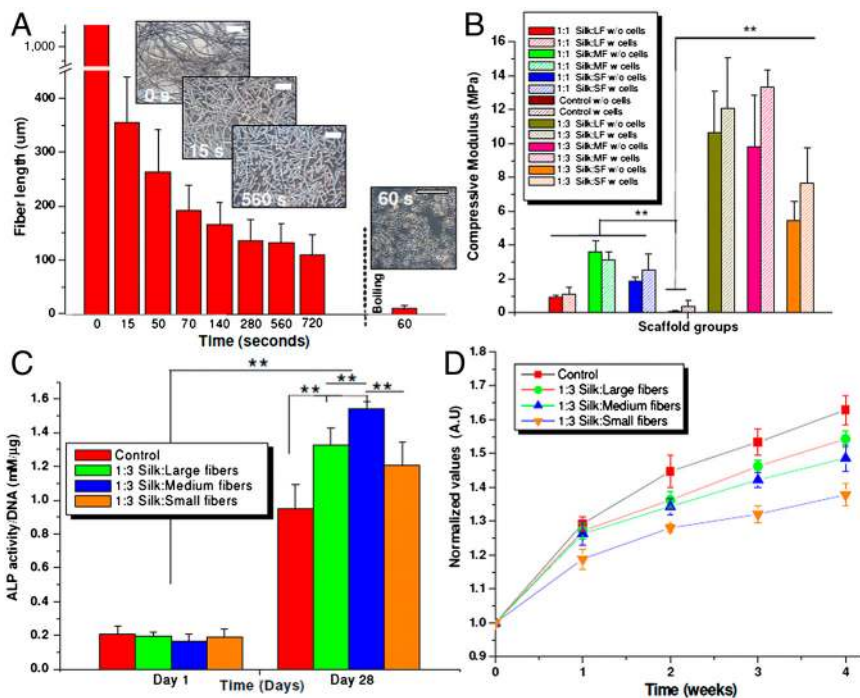 A
Fiber length (um)
1,000
400
300
200
100
0
0 s
15 s
560 s
60 s
Boiling
0 15 50 70 140 280 560 720 60
Time (seconds)
B
Compressive Modulus (MPa)
16
14
12
10
8
6
4
2
0
1:1 Silk:LF w/o cells
1:1 Silk:LF w cells
1:1 Silk:MF w/o cells
1:1 Silk:MF w cells
1:1 Silk:SF w/o cells
1:1 Silk:SF w cells
Control w/o cells
Control w cells
1:3 Silk:LF w/o cells
1:3 Silk:LF w cells
1:3 Silk:MF w/o cells
1:3 Silk:MF w cells
1:3 Silk:SF w/o cells
1:3 Silk:SF w cells
**
**
Scaffold groups
C
ALP activity:DNA (mM/µg)
1.8
1.6
1.4
1.2
1.0
0.8
0.6
0.4
0.2
0.0
**
**
** **
Control
1:3 Silk:Large fibers
1:3 Silk:Medium fibers
1:3 Silk:Small fibers
Day 1 Day 28
Time (Days)
D
Normalized values (A.U)
1.8
1.7
1.6
1.5
1.4
1.3
1.2
1.1
1.0
0.9
Control
1:3 Silk:Large fibers
1:3 Silk:Medium fibers
1:3 Silk:Small fibers
0 1 2 3 4
Time (weeks)